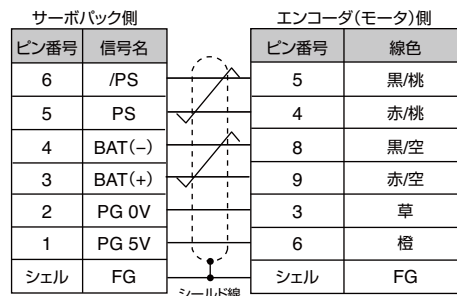 サーボパック側 エンコーダ(モータ)側
ピン番号 信号名 ピン番号 線色
6 /PS 5 黒/桃
5 PS 4 赤/桃
4 BAT(−) 8 黒/空
3 BAT(+) 9 赤/空
2 PG 0V 3 草
1 PG 5V 6 橙
シェル FG シェル FG
シールド線